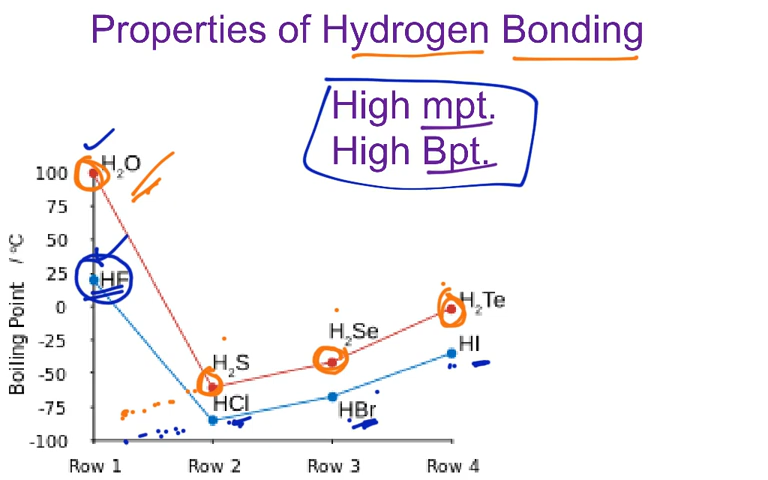 Properties of Hydrogen Bonding
High mpt.
High Bpt.
H₂O
100
75
50
25
0
-25
-50
-75
-100
Boiling Point / °C
HF
H₂S
HCl
H₂Se
HBr
H₂Te
HI
Row 1 Row 2 Row 3 Row 4